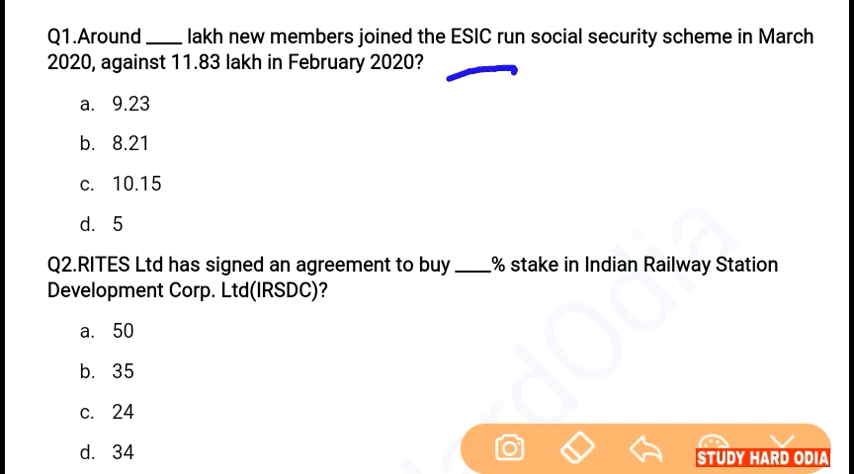 Q1.Around ____ lakh new members joined the ESIC run social security scheme in March
2020, against 11.83 lakh in February 2020?
a. 9.23
b. 8.21
c. 10.15
d. 5
Q2.RITES Ltd has signed an agreement to buy ____% stake in Indian Railway Station
Development Corp. Ltd(IRSDC)?
a. 50
b. 35
c. 24
d. 34
STUDY HARD ODIA